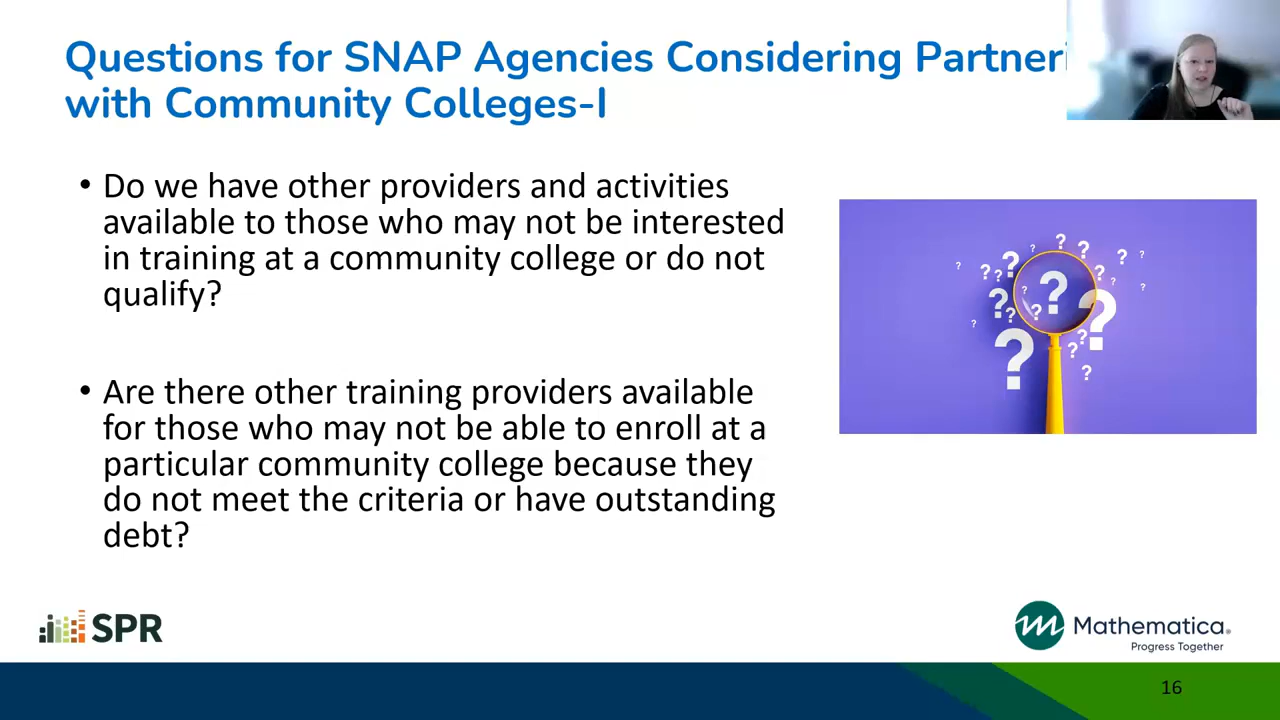 Questions for SNAP Agencies Considering
with Community Colleges-I
• Do we have other providers and activities
available to those who may not be interested
in training at a community college or do not
qualify?
• Are there other training providers available
for those who may not be able to enroll at a
particular community college because they
do not meet the criteria or have outstanding
debt?
SPR
Mathematica®
Progress Together
16